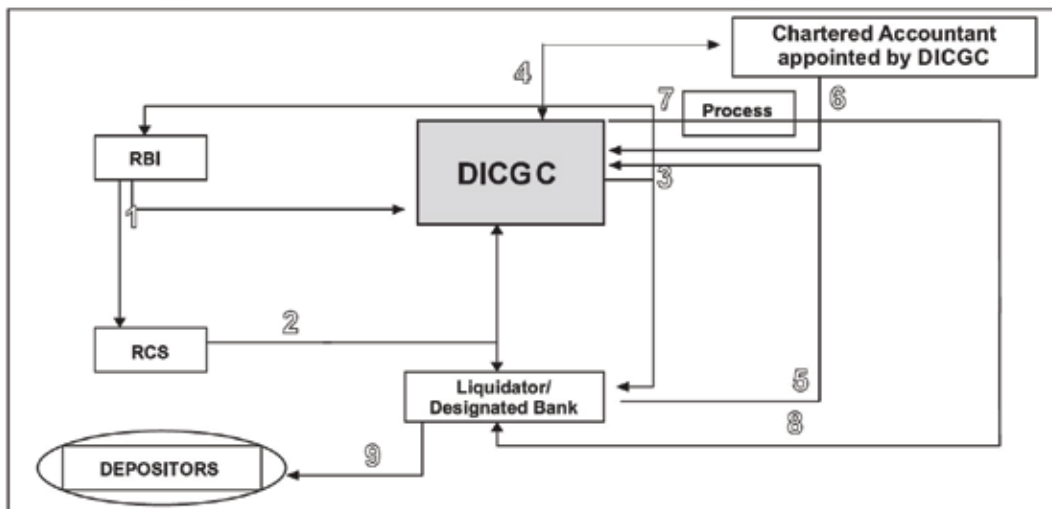 Chartered Accountant
appointed by DICGC
4
7
6
Process
RBI
DICGC
3
1
2
RCS
Liquidator/
Designated Bank
5
8
9
DEPOSITORS